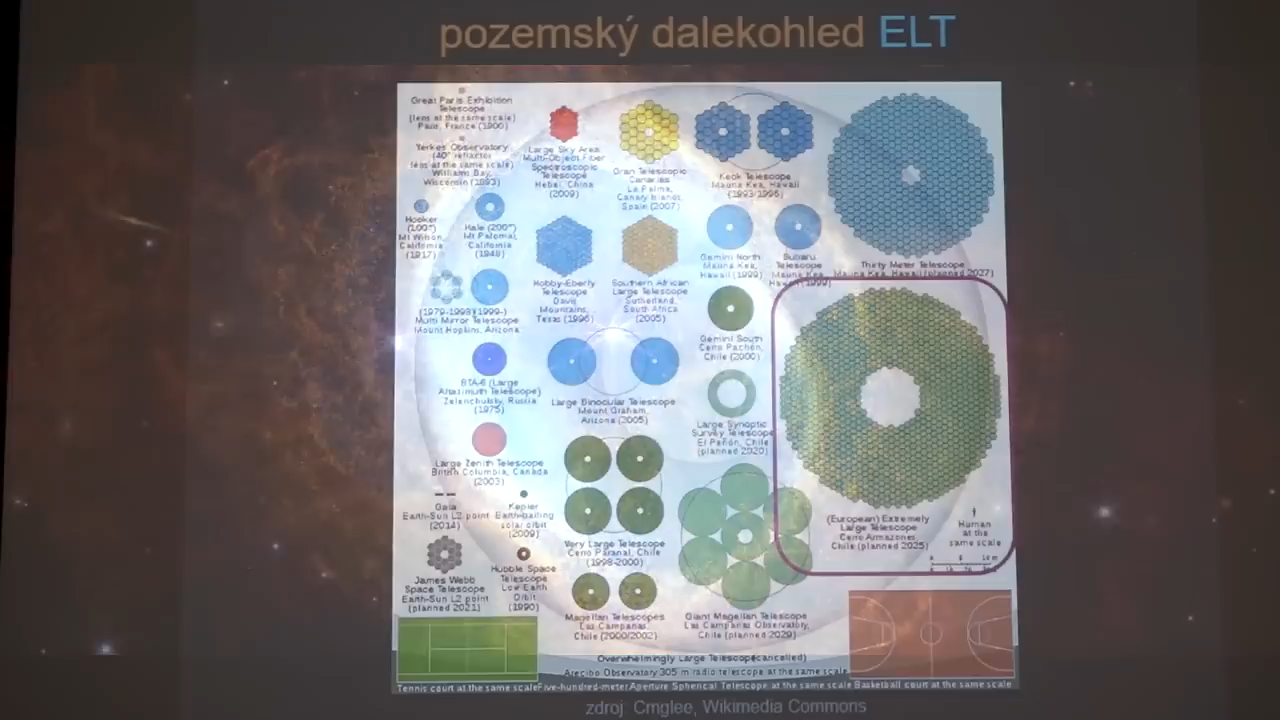 pozemský dalekohled ELT
Great Paris Exhibition
Telescope
(lens at the same scale)
Paris, France (1900)
Yerkes Observatory
(40" refractor
lens at the same scale)
Williams Bay,
Wisconsin (1893)
Hooker
(100")
Mt Wilson,
California
(1917)
Hale (200")
Mt Palomar,
California
(1948)
(1979-1998)(1999-)
Multi Mirror Telescope
Mount Hopkins, Arizona
BTA-6 (Large
Altazimuth Telescope)
Zelenchuksky, Russia
(1975)
Large Zenith Telescope
British Columbia, Canada
(2003)
Gaia
Earth-Sun L2 point
(2014)
Kepler
Earth-trailing
solar orbit
(2009)
James Webb
Space Telescope
Earth-Sun L2 point
(planned 2021)
Hubble Space
Telescope
Low Earth
Orbit
(1990)
Large Sky Area
Multi-Object Fiber
Spectroscopic
Telescope
Hebei, China
(2009)
Gran Telescopio
Canarias
La Palma,
Canary Islands,
Spain (2007)
Hobby-Eberly
Telescope
Davis
Mountains,
Texas (1996)
Southern African
Large Telescope
Sutherland,
South Africa
(2005)
Large Binocular Telescope
Mount Graham,
Arizona (2005)
Very Large Telescope
Cerro Paranal, Chile
(1998-2000)
Magellan Telescopes
Las Campanas,
Chile (2000/2002)
Keck Telescope
Mauna Kea, Hawaii
(1993/1996)
Gemini North
Mauna Kea,
Hawaii (1999)
Subaru
Telescope
Mauna Kea,
Hawaii (1999)
Gemini South
Cerro Pachón,
Chile (2000)
Large Synoptic
Survey Telescope
El Peñón, Chile
(planned 2020)
Giant Magellan Telescope
Las Campanas Observatory,
Chile (planned 2029)
Thirty Meter Telescope
Mauna Kea, Hawaii (planned 2027)
(European) Extremely
Large Telescope
Cerro Armazones,
Chile (planned 2025)
Human
at the
same scale
Overwhelmingly Large Telescope (cancelled)
Arecibo Observatory 305 m radio telescope at the same scale
Tennis court at the same scale
Five-hundred-meter Aperture Spherical Telescope at the same scale
Basketball court at the same scale
zdroj: Cmglee, Wikimedia Commons